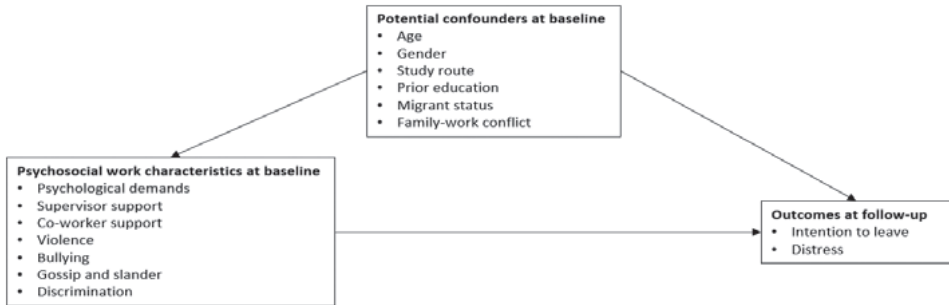 Potential confounders at baseline
• Age
• Gender
• Study route
• Prior education
• Migrant status
• Family-work conflict
Psychosocial work characteristics at baseline
• Psychological demands
• Supervisor support
• Co-worker support
• Violence
• Bullying
• Gossip and slander
• Discrimination
Outcomes at follow-up
• Intention to leave
• Distress